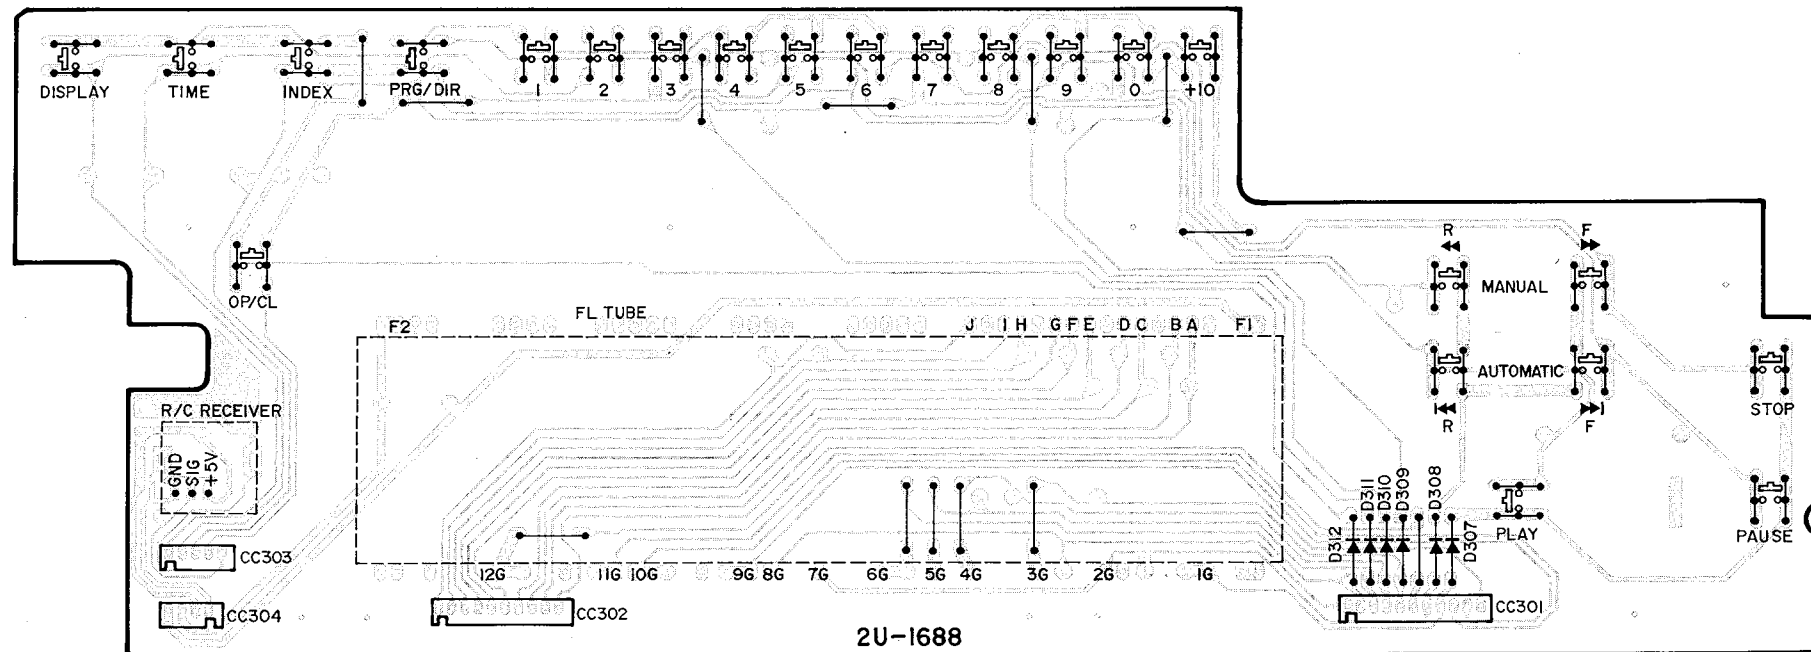 DISPLAY TIME INDEX PRG/DIR 1 2 3 4 5 6 7 8 9 0 +10
OP/CL
R F
MANUAL
AUTOMATIC
R F
STOP
FL TUBE
F2 J I H G F E D C B A F1
R/C RECEIVER
GND
SIG
+5V
D312
D311
D310
D309
D308
D307
PLAY
PAUSE
CC303
12G 11G 10G 9G 8G 7G 6G 5G 4G 3G 2G 1G
CC304
CC302
CC301
2U-1688